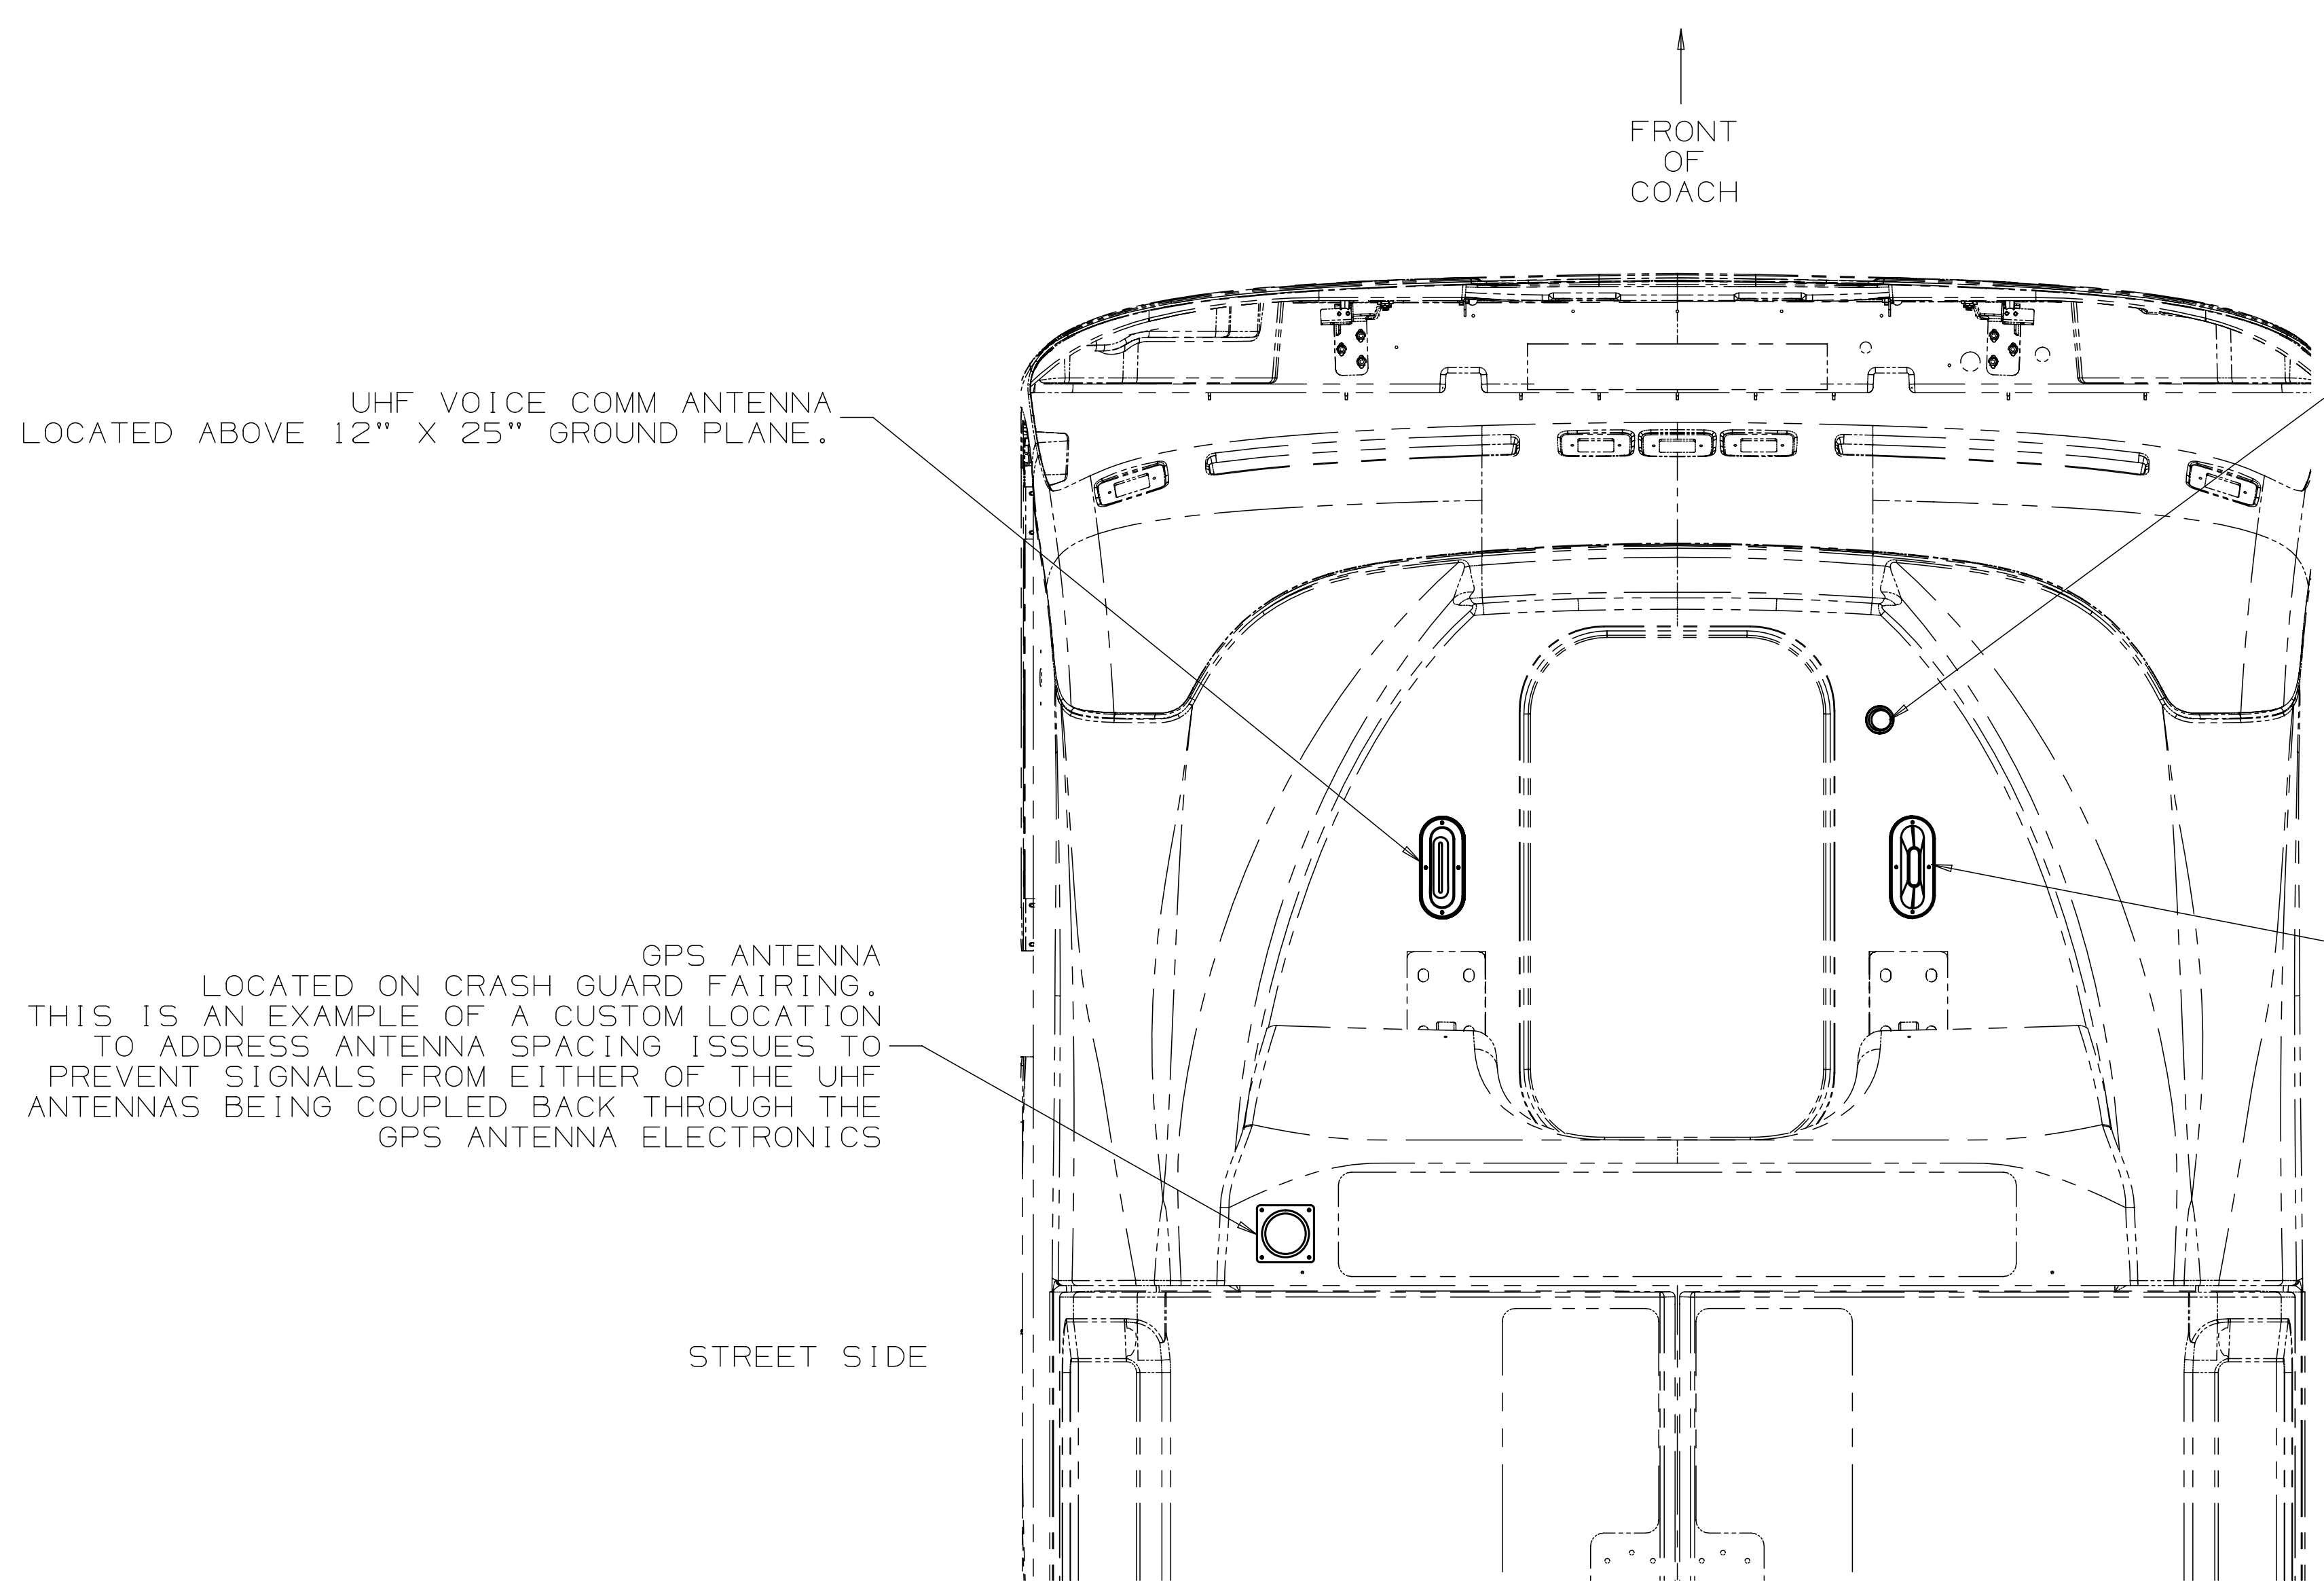 FRONT
OF
COACH
UHF VOICE COMM ANTENNA
LOCATED ABOVE 12" X 25" GROUND PLANE.
GPS ANTENNA
LOCATED ON CRASH GUARD FAIRING.
THIS IS AN EXAMPLE OF A CUSTOM LOCATION
TO ADDRESS ANTENNA SPACING ISSUES TO
PREVENT SIGNALS FROM EITHER OF THE UHF
ANTENNAS BEING COUPLED BACK THROUGH THE
GPS ANTENNA ELECTRONICS
STREET SIDE